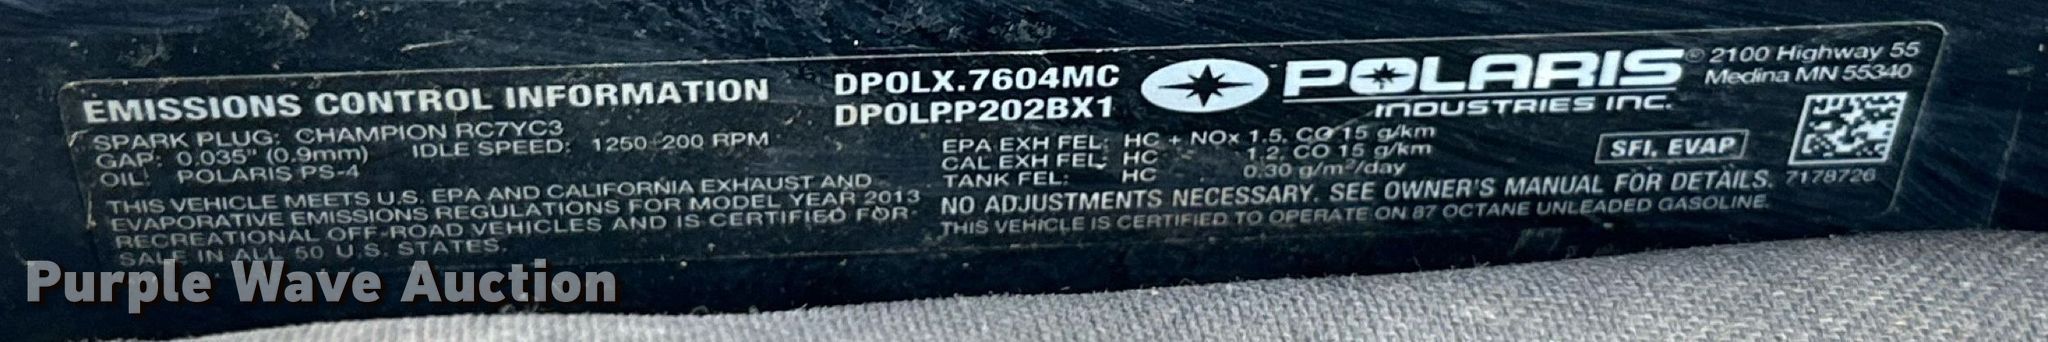 EMISSIONS CONTROL INFORMATION
SPARK PLUG: CHAMPION RC7YC3
GAP: 0.035" (0.9mm) IDLE SPEED: 1250±200 RPM
OIL: POLARIS PS-4
THIS VEHICLE MEETS U.S. EPA AND CALIFORNIA EXHAUST AND
EVAPORATIVE EMISSIONS REGULATIONS FOR MODEL YEAR 2013
RECREATIONAL OFF-ROAD VEHICLES AND IS CERTIFIED FOR
SALE IN ALL 50 U.S. STATES.
DPOLX.7604MC
DPOLPP202BX1
POLARIS ®
INDUSTRIES INC.
2100 Highway 55
Medina MN 55340
EPA EXH FEL: HC + NOx 1.5, CO 15 g/km
CAL EXH FEL: HC 1.2, CO 15 g/km
TANK FEL: HC 0.30 g/m²/day
SFI, EVAP
7178726
NO ADJUSTMENTS NECESSARY. SEE OWNER'S MANUAL FOR DETAILS.
THIS VEHICLE IS CERTIFIED TO OPERATE ON 87 OCTANE UNLEADED GASOLINE.
Purple Wave Auction